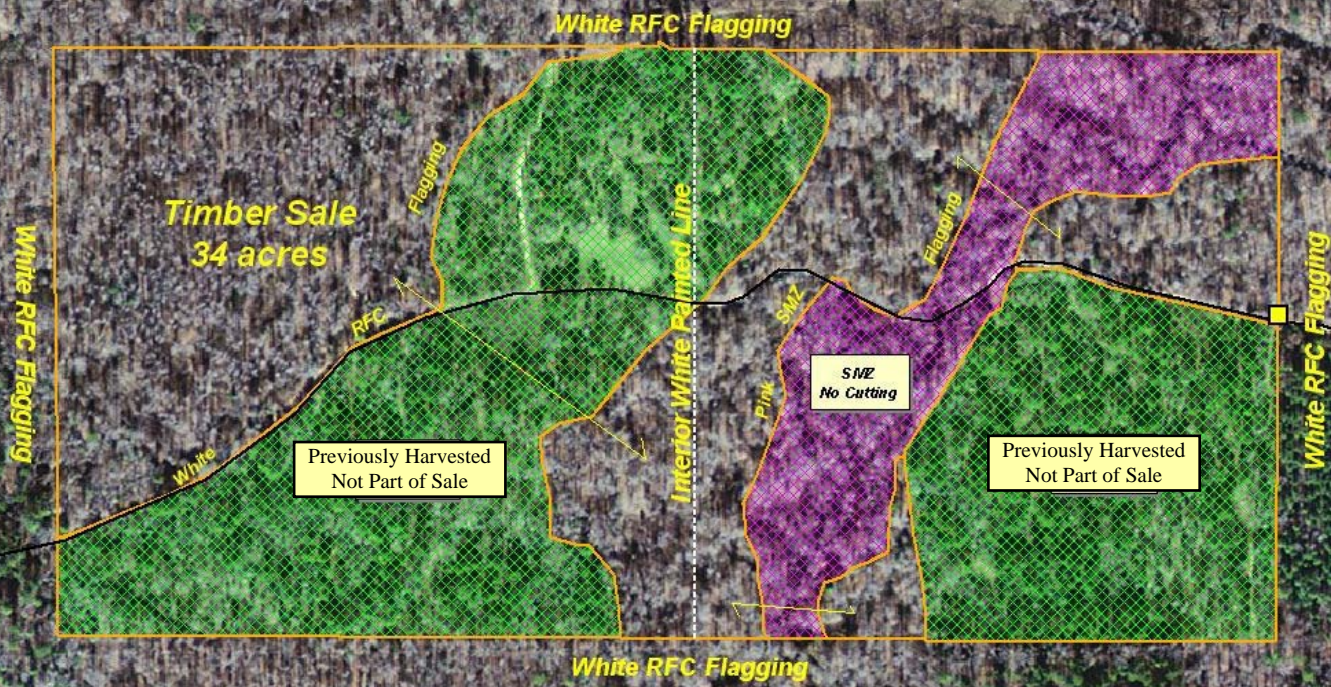 White RFC Flagging
Flagging
Timber Sale
34 acres
White RFC Flagging
Interior White Painted Line
Flagging
White RFC Flagging
RFC
SMZ
SMZ
No Cutting
Pink
White
Previously Harvested
Not Part of Sale
Previously Harvested
Not Part of Sale
White RFC Flagging